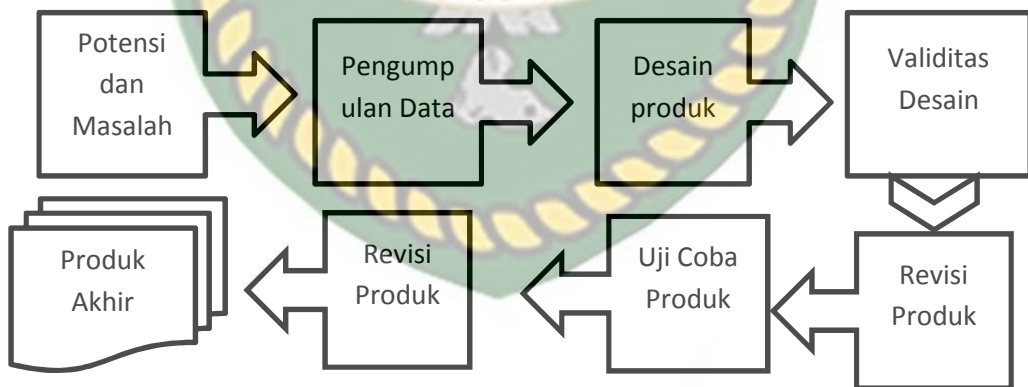 Potensi
dan
Masalah
Pengump
ulan Data
Desain
produk
Validitas
Desain
Revisi
Produk
Uji Coba
Produk
Revisi
Produk
Produk
Akhir